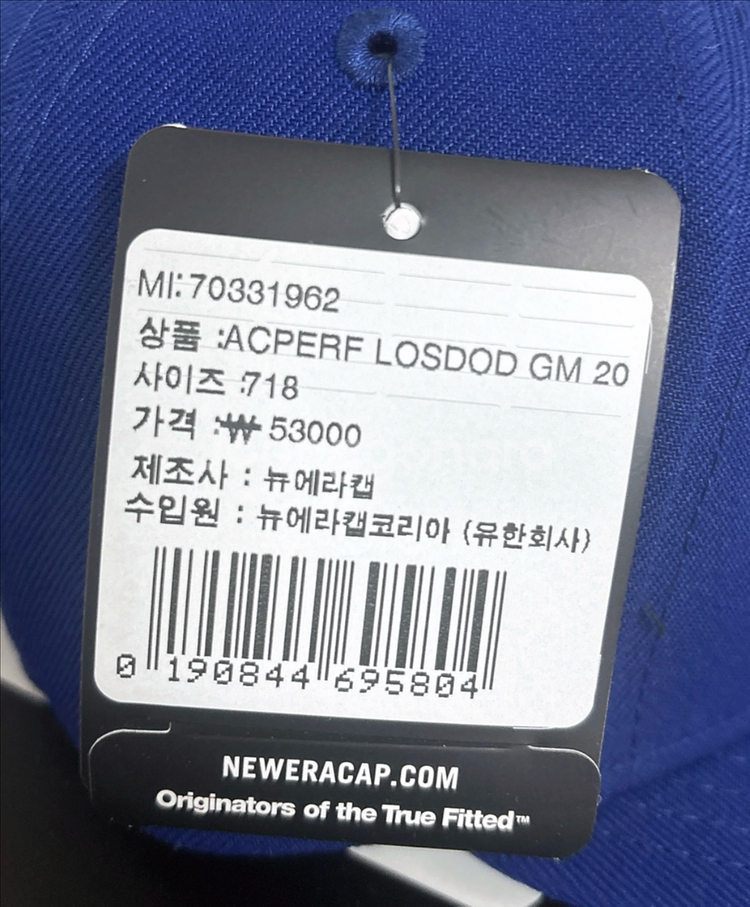 MI:70331962
상품 :ACPERF LOSDOD GM 20
사이즈 :718
가격 :₩ 53000
제조사 : 뉴에라캡
수입원 : 뉴에라캡코리아 (유한회사)
0 190844 695804
NEWERACAP.COM
Originators of the True Fitted™